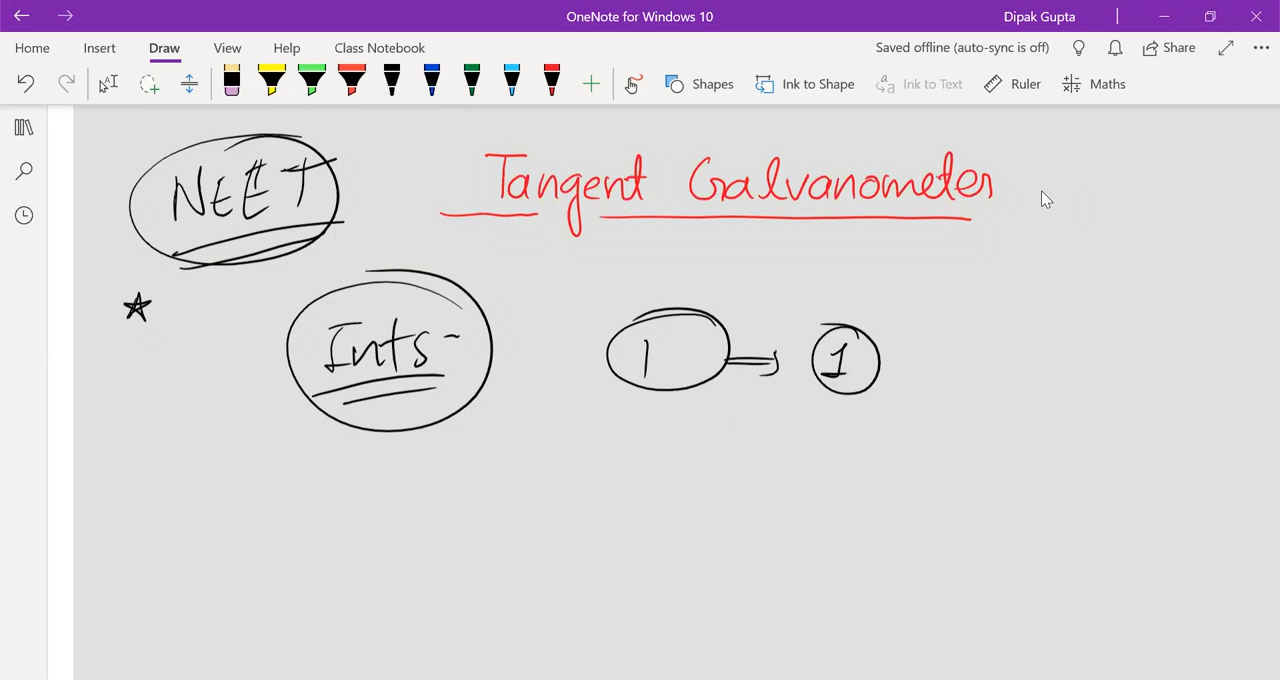 OneNote for Windows 10
Dipak Gupta
Home Insert Draw View Help Class Notebook
Saved offline (auto-sync is off) Share
Shapes Ink to Shape Ink to Text Ruler Maths
NEET
Tangent Galvanometer
Ints -
1 1